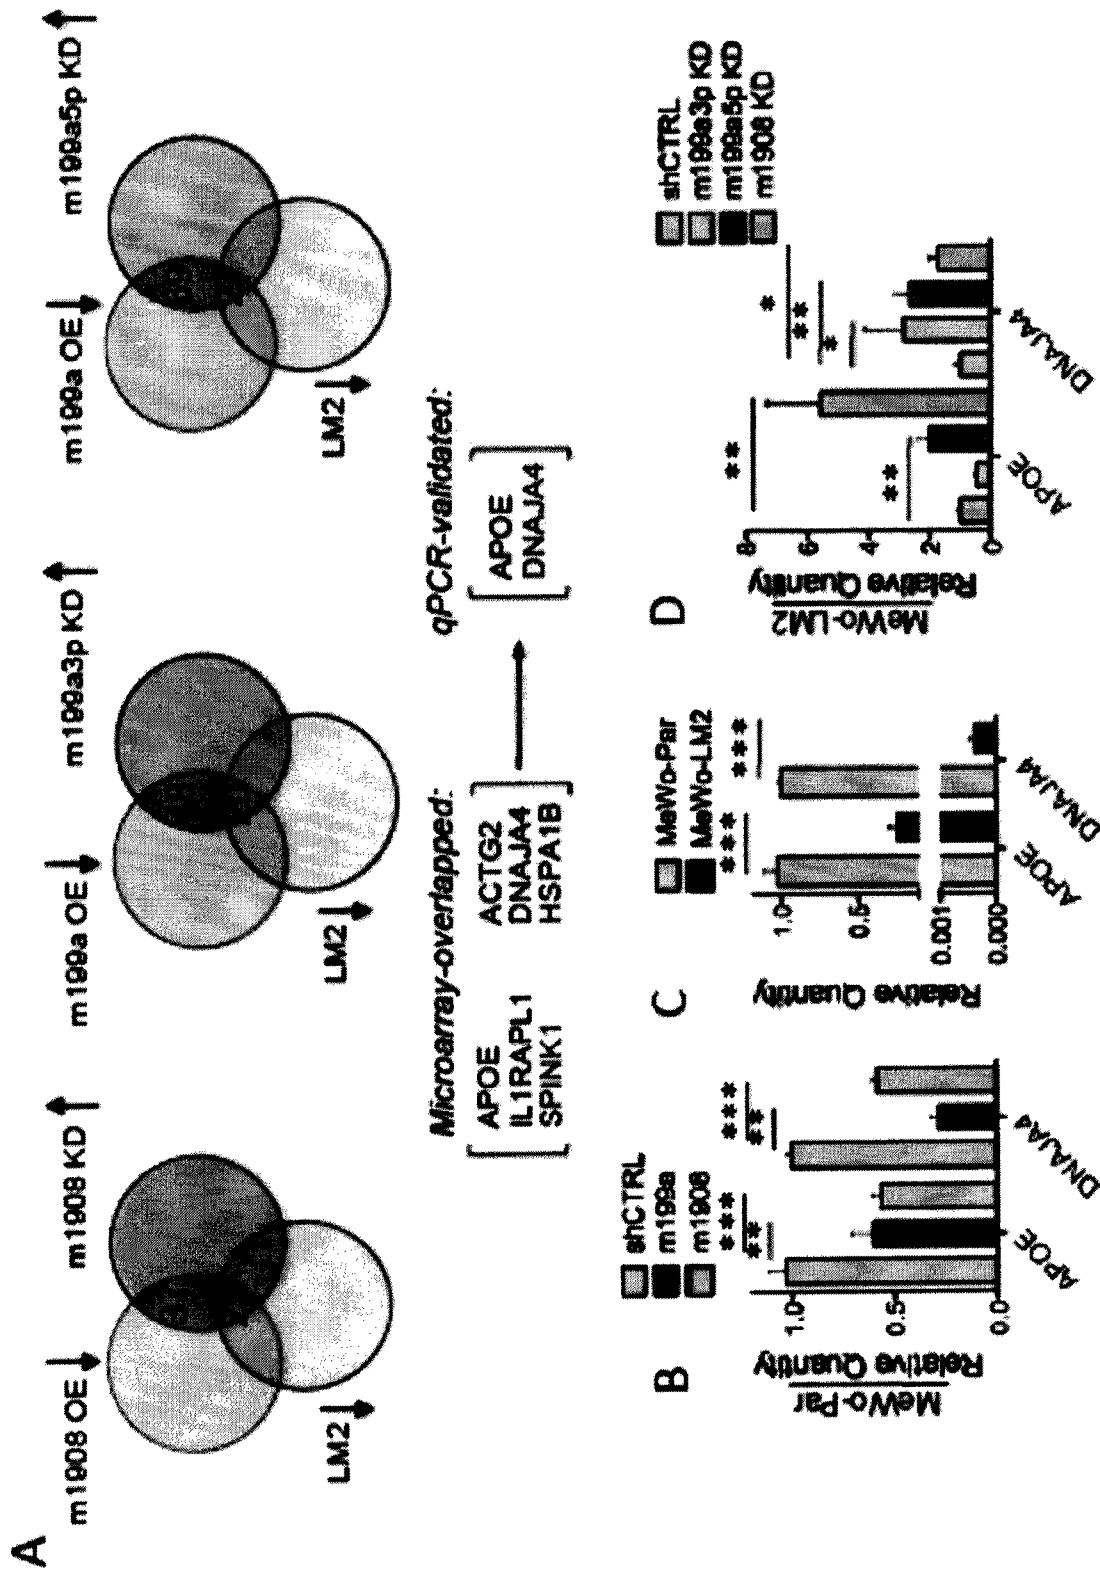 A
m1908 OE
m1908 KD
LM2
m199a OE
m199a3p KD
LM2
m199a OE
m199a5p KD
LM2
Microarray-overlapped:
APOE ACTG2
IL1RAPL1 DNAJA4
SPINK1 HSPA1B
qPCR-validated:
APOE
DNAJA4
B
shCTRL
m199a
m1908
MeWo-Par
Relative Quantity
1.0
0.5
0.0
*** ***
** **
APOE
DNAJA4
C
MeWo-Par
MeWo-LM2
Relative Quantity
1.0
0.5
0.001
0.000
*** ***
APOE
DNAJA4
D
shCTRL
m199a3p KD
m199a5p KD
m1908 KD
MeWo-LM2
Relative Quantity
8
6
4
2
0
**
**
*
**
*
APOE
DNAJA4